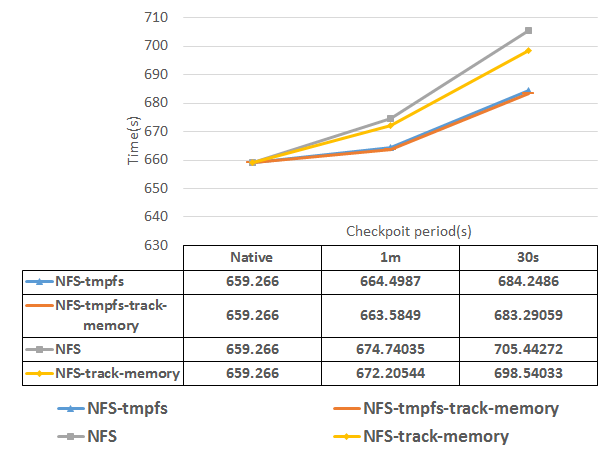 710
700
690
680
670
660
650
640
630
Time(s)
Checkpoit period(s)
Native 1m 30s
NFS-tmpfs 659.266 664.4987 684.2486
NFS-tmpfs-track-
memory 659.266 663.5849 683.29059
NFS 659.266 674.74035 705.44272
NFS-track-memory 659.266 672.20544 698.54033
NFS-tmpfs NFS-tmpfs-track-memory
NFS NFS-track-memory